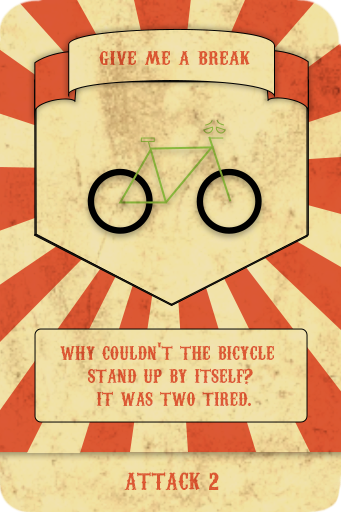 GIVE ME A BREAK
WHY COULDN'T THE BICYCLE
STAND UP BY ITSELF?
IT WAS TWO TIRED.
ATTACK 2